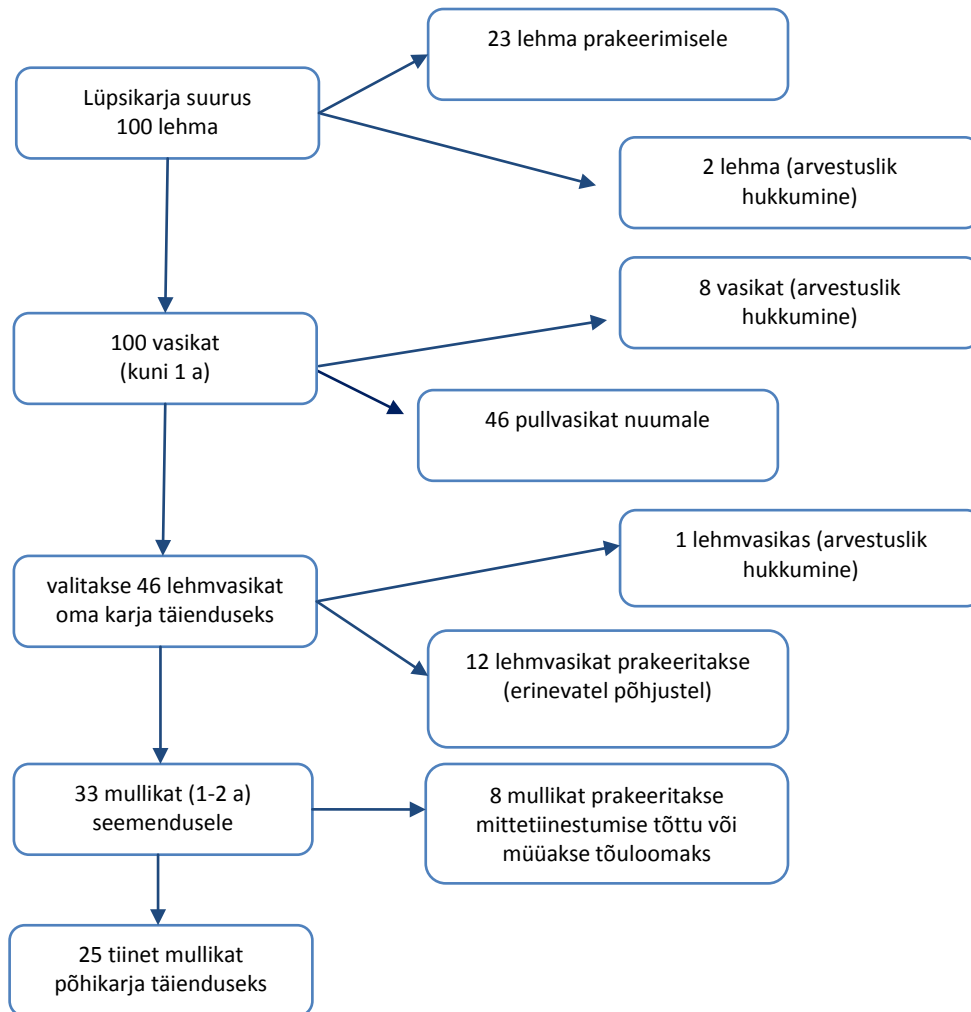 23 lehma prakeerimisele
Lüpsikarja suurus
100 lehma
2 lehma (arvestuslik
hukkumine)
8 vasikat (arvestuslik
hukkumine)
100 vasikat
(kuni 1 a)
46 pullvasikat nuumale
1 lehmvasikas (arvestuslik
hukkumine)
valitakse 46 lehmvasikat
oma karja täienduseks
12 lehmvasikat prakeeritakse
(erinevatel põhjustel)
33 mullikat (1-2 a)
seemendusele
8 mullikat prakeeritakse
mittetiinestumise tõttu või
müüakse tõuloomaks
25 tiinet mullikat
põhikarja täienduseks